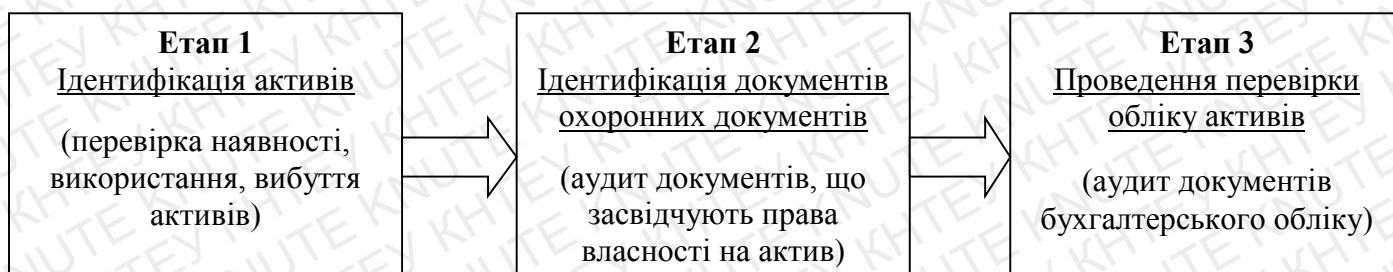 Етап 1
Ідентифікація активів
(перевірка наявності,
використання, вибуття
активів)
Етап 2
Ідентифікація документів
охоронних документів
(аудит документів, що
засвідчують права
власності на актив)
Етап 3
Проведення перевірки
обліку активів
(аудит документів
бухгалтерського обліку)